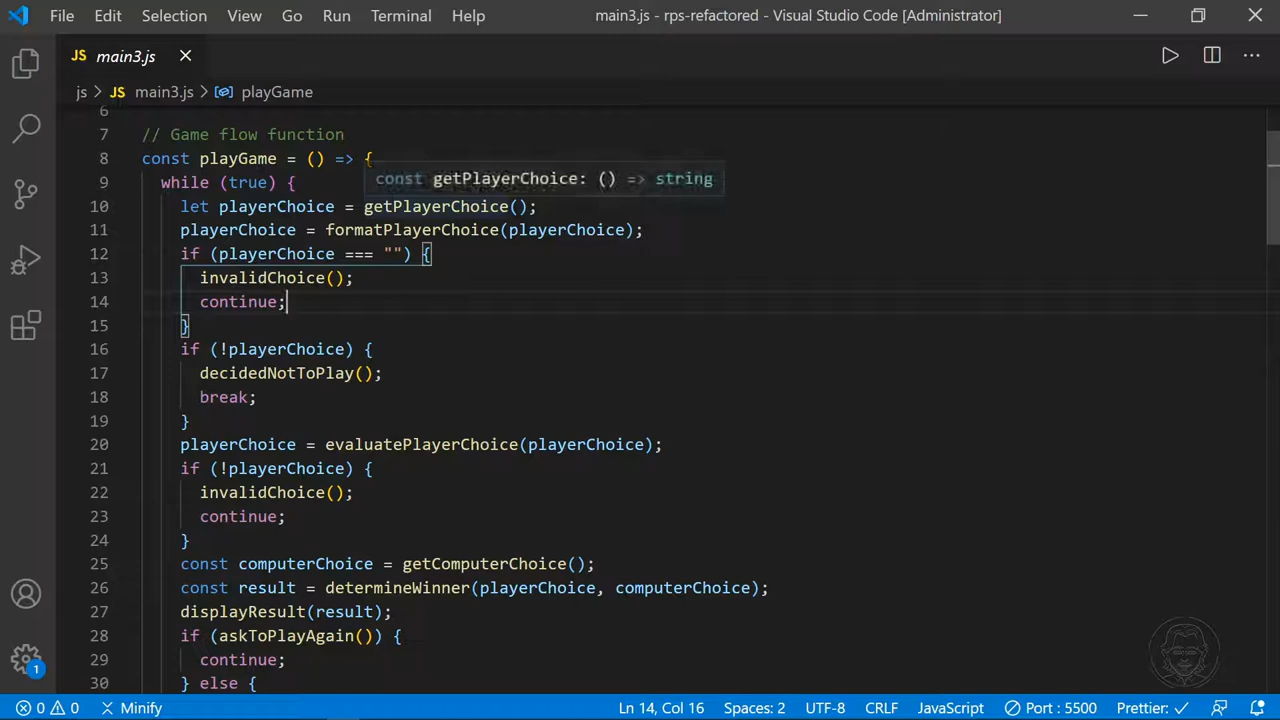 File Edit Selection View Go Run Terminal Help main3.js - rps-refactored - Visual Studio Code [Administrator]
JS main3.js
js > JS main3.js > playGame
6
7 // Game flow function
8 const playGame = () => {
const getPlayerChoice: () => string
9 while (true) {
10 let playerChoice = getPlayerChoice();
11 playerChoice = formatPlayerChoice(playerChoice);
12 if (playerChoice === "") {
13 invalidChoice();
14 continue;
15 }
16 if (!playerChoice) {
17 decidedNotToPlay();
18 break;
19 }
20 playerChoice = evaluatePlayerChoice(playerChoice);
21 if (!playerChoice) {
22 invalidChoice();
23 continue;
24 }
25 const computerChoice = getComputerChoice();
26 const result = determineWinner(playerChoice, computerChoice);
27 displayResult(result);
28 if (askToPlayAgain()) {
29 continue;
30 } else {
1
0 0 Minify Ln 14, Col 16 Spaces: 2 UTF-8 CRLF JavaScript Port : 5500 Prettier: ✓